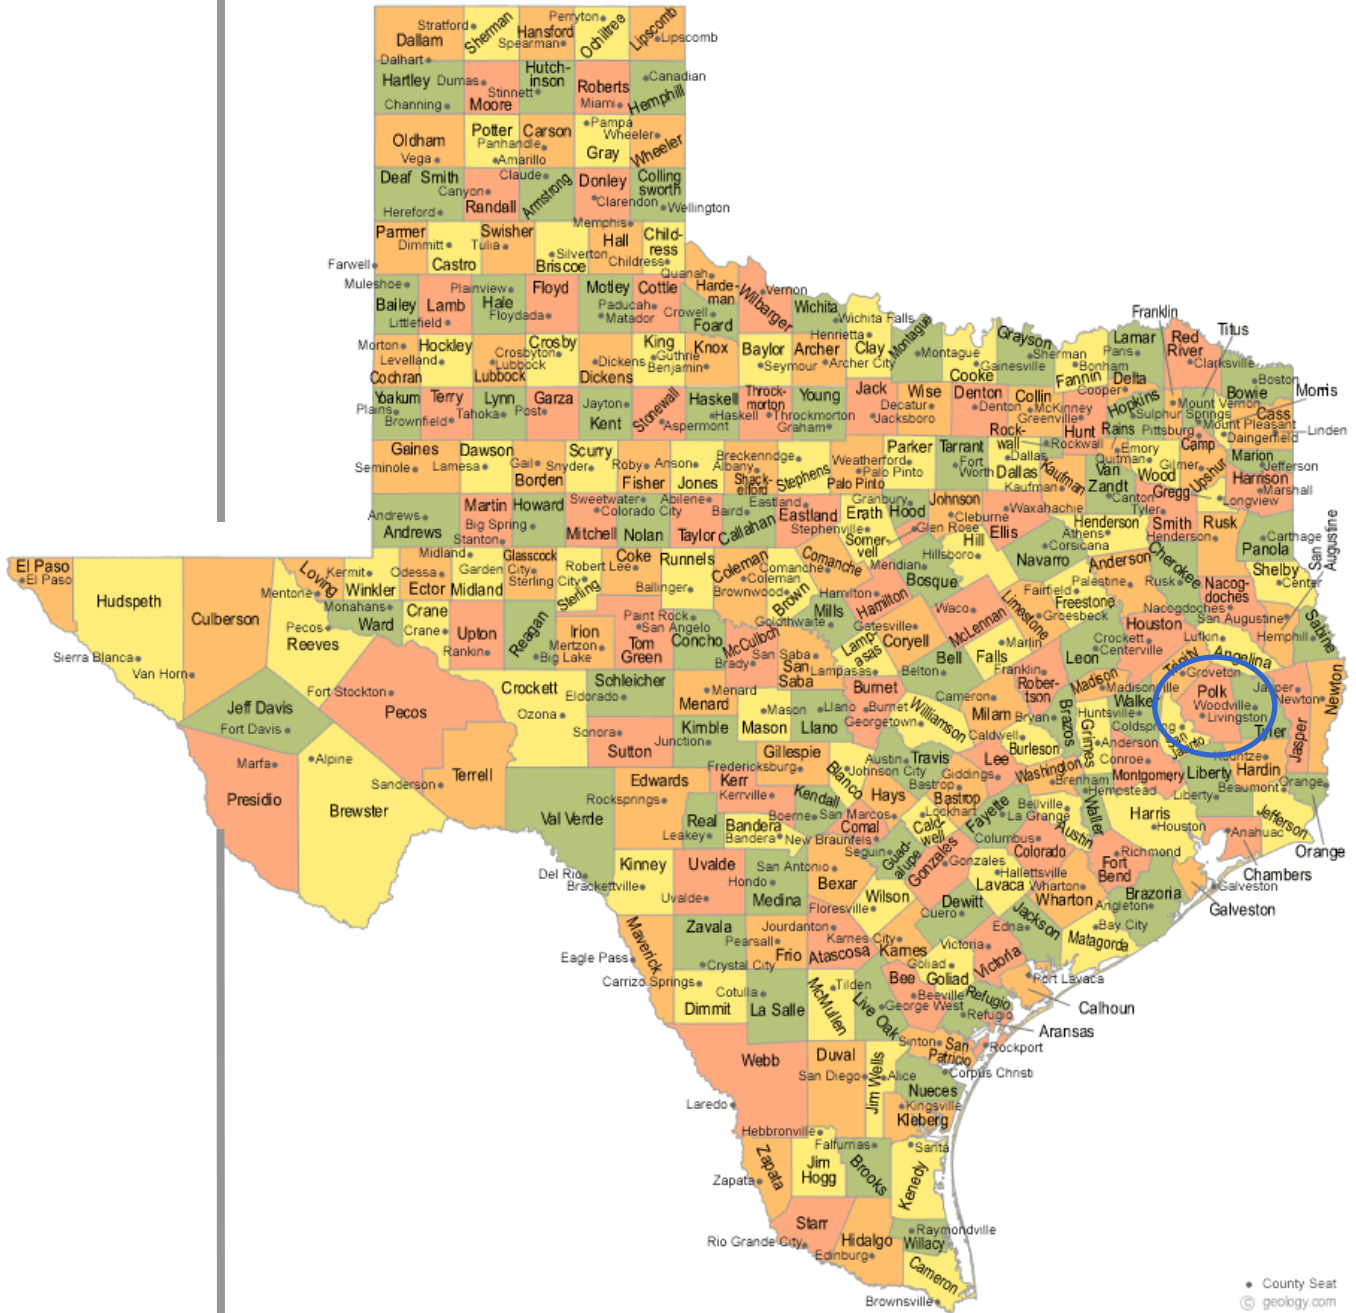 Stratford
Sherman
Perryton
Hansford
Ochiltree
Lipscomb
Lipscomb
Dallam
Spearman
Dalhart
Hartley
Dumas
Hutch-
inson
Canadian
Stinnett
Roberts
Channing
Moore
Miami
Hemphill
Potter
Carson
Pampa
Wheeler
Oldham
Panhandle
Gray
Wheeler
Vega
Amarillo
Deaf Smith
Claude
Donley
Colling
sworth
Canyon
Armstrong
Clarendon
Hereford
Randall
Wellington
Memphis
Parmer
Swisher
Hall
Child-
ress
Dimmitt
Tulia
Silverton
Farwell
Castro
Briscoe
Childress
Quanah
Muleshoe
Plainview
Floyd
Motley
Cottle
Harde-
man
Wilbarger
Vernon
Bailey
Lamb
Hale
Paducah
Crowell
Wichita
Littlefield
Floydada
Matador
Foard
Wichita Falls
Franklin
Morton
Hockley
Crosby
King
Henrietta
Montague
Grayson
Lamar
Red
River
Titus
Levelland
Crosbyton
Lubbock
Dickens
Guthrie
Benjamin
Knox
Baylor
Archer
Clay
Montague
Sherman
Paris
Clarksville
Cochran
Lubbock
Dickens
Seymour
Archer City
Gainesville
Bonham
Cooke
Fannin
Delta
Boston
Yoakum
Terry
Lynn
Garza
Jayton
Stonewall
Haskell
Throck-
morton
Young
Jack
Wise
Denton
Collin
Cooper
Hopkins
Mount Vernon
Bowie
Morris
Plains
Brownfield
Tahoka
Post
Kent
Aspermont
Haskell
Throckmorton
Graham
Jacksboro
Decatur
Denton
McKinney
Greenville
Sulphur Springs
Mount Pleasant
Cass
Linden
Rock-
wall
Hunt
Rains
Pittsburg
Daingerfield
Gaines
Dawson
Scurry
Breckenridge
Parker
Tarrant
Rockwall
Emory
Camp
Marion
Seminole
Lamesa
Gail
Snyder
Roby
Anson
Albany
Weatherford
Fort
Worth
Dallas
Dallas
Quitman
Gilmer
Upshur
Jefferson
Borden
Fisher
Jones
Shack-
elford
Stephens
Palo Pinto
Palo Pinto
Kaufman
Kaufman
Van
Zandt
Wood
Harrison
Marshall
Martin
Howard
Sweetwater
Abilene
Eastland
Granbury
Johnson
Canton
Gregg
Longview
Andrews
Colorado City
Baird
Eastland
Erath
Hood
Cleburne
Waxahachie
Tyler
Andrews
Big Spring
Stanton
Mitchell
Nolan
Taylor
Callahan
Stephenville
Somer-
vell
Glen Rose
Ellis
Henderson
Smith
Rusk
Carthage
Midland
Glasscock
Coke
Runnels
Coleman
Comanche
Hill
Athens
Henderson
Panola
San
Augustine
El Paso
Loving
Kermit
Odessa
Garden
City
Robert Lee
Comanche
Meridian
Hillsboro
Navarro
Corsicana
Anderson
Cherokee
Shelby
El Paso
Hudspeth
Culberson
Mentone
Winkler
Ector
Midland
Sterling
City
Sterling
Ballinger
Coleman
Brownwood
Brown
Hamilton
Bosque
Fairfield
Palestine
Rusk
Nacog-
doches
Center
Monahans
Ward
Crane
Crane
Upton
Reagan
Irion
Paint Rock
San Angelo
Concho
McCulloch
Goldthwaite
Mills
Hamilton
Waco
McLennan
Limestone
Freestone
Groesbeck
Nacogdoches
San Augustine
Sabine
Pecos
Reeves
Rankin
Big Lake
Mertzon
Tom
Green
Brady
San Saba
San
Saba
Lamp-
asas
Lampasas
Gatesville
Coryell
Marlin
Houston
Crockett
Lufkin
Hemphill
Sierra Blanca
Van Horn
Crockett
Schleicher
Menard
Belton
Bell
Falls
Leon
Centerville
Trinity
Angelina
Newton
Jeff Davis
Fort Stockton
Pecos
Ozona
Eldorado
Menard
Mason
Llano
Burnet
Burnet
Cameron
Franklin
Rober-
tson
Madison
Madisonville
Groveton
Polk
Jasper
Newton
Fort Davis
Sonora
Sutton
Kimble
Junction
Mason
Llano
Georgetown
Williamson
Milam
Bryan
Brazos
Huntsville
Walker
Woodville
Livingston
Coldspring
Tyler
Jasper
Marfa
Alpine
Terrell
Gillespie
Fredericksburg
Austin
Travis
Caldwell
Burleson
Grimes
Anderson
Kountze
Presidio
Brewster
Sanderson
Edwards
Kerr
Blanco
Johnson City
Lee
Giddings
Washington
Conroe
Montgomery
Liberty
Hardin
Val Verde
Rocksprings
Kerrville
Kendall
Hays
Bastrop
Bastrop
Brenham
Hempstead
Liberty
Beaumont
Orange
Real
Leakey
Bandera
Bandera
Boerne
San Marcos
Comal
Lockhart
Cald-
well
Fayette
Bellville
La Grange
Waller
Harris
Jefferson
New Braunfels
Columbus
Austin
Houston
Anahuac
Kinney
Uvalde
San Antonio
Seguin
Guad-
alupe
Gonzales
Gonzales
Colorado
Richmond
Orange
Del Rio
Brackettville
Hondo
Bexar
Hallettsville
Fort
Bend
Chambers
Uvalde
Medina
Wilson
Lavaca
Wharton
Wharton
Brazoria
Galveston
Floresville
Cuero
Dewitt
Angleton
Galveston
Maverick
Zavala
Jourdanton
Karnes City
Edna
Jackson
Bay City
Pearsall
Frio
Atascosa
Karnes
Victoria
Matagorda
Eagle Pass
Crystal City
Goliad
Victoria
Carrizo Springs
Cotulla
McMullen
Tilden
Bee
Goliad
Port Lavaca
Dimmit
La Salle
Live Oak
Beeville
Refugio
Calhoun
George West
Refugio
Aransas
Webb
Duval
Jim Wells
Sinton
San
Patricio
Rockport
San Diego
Alice
Corpus Christi
Nueces
Laredo
Kingsville
Kleberg
Hebbronville
Falfurrias
Sarita
Zapata
Jim
Hogg
Brooks
Kenedy
Zapata
Starr
Raymondville
Rio Grande City
Hidalgo
Willacy
Edinburg
Cameron
Brownsville
County Seat
© geology.com